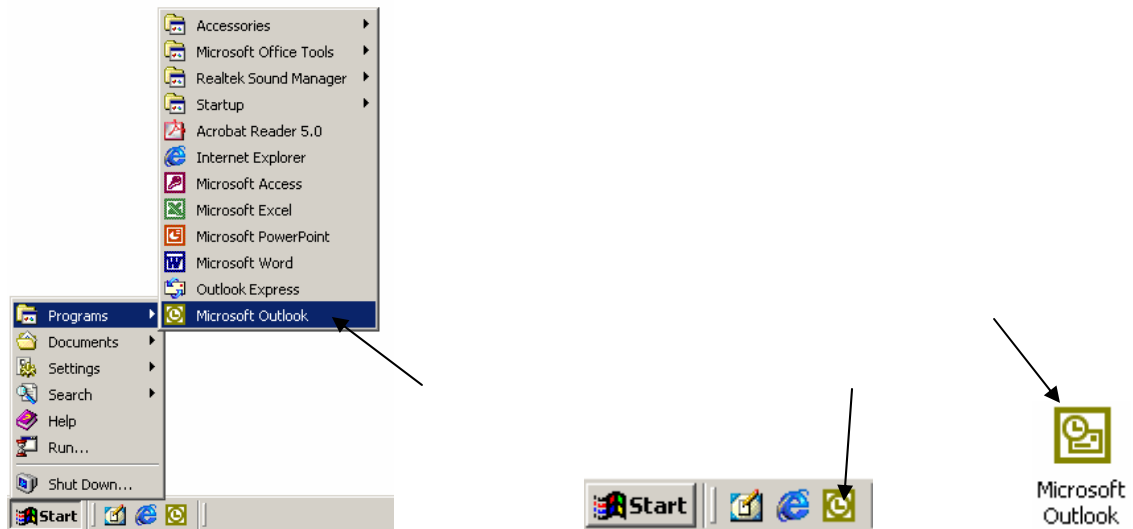 Accessories
Microsoft Office Tools
Realtek Sound Manager
Startup
Acrobat Reader 5.0
Internet Explorer
Microsoft Access
Microsoft Excel
Microsoft PowerPoint
Microsoft Word
Outlook Express
Microsoft Outlook
Programs
Documents
Settings
Search
Help
Run...
Shut Down...
Start
Start
Microsoft
Outlook